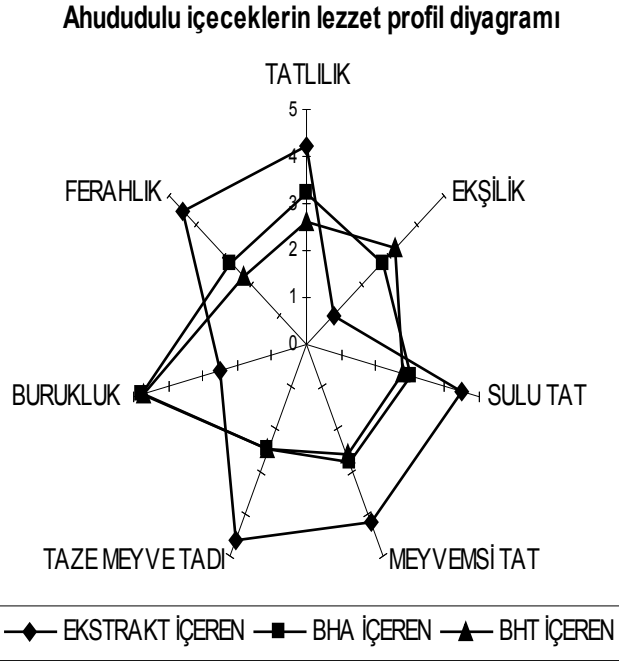 Ahududulu içeceklerin lezzet profil diyagramı
TATLILIK
5
4
FERAHLIK
EKŞİLİK
3
2
1
0
BURUKLUK
SULU TAT
TAZE MEYVE TADI
MEYVEMSİ TAT
EKSTRAKT İÇEREN BHA İÇEREN BHT İÇEREN